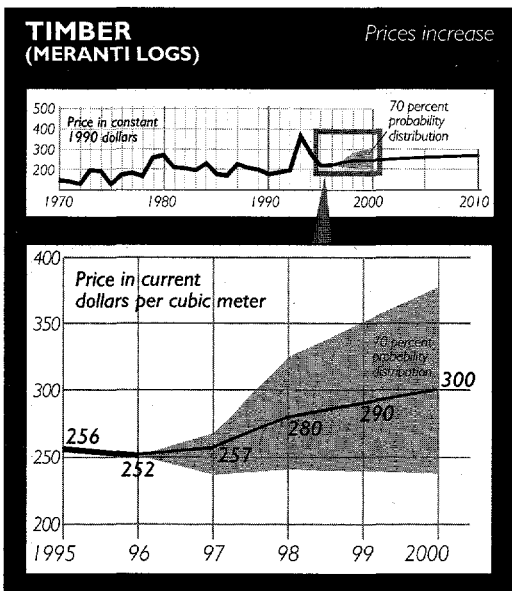 TIMBER
(MERANTI LOGS)
Prices increase
500
400
300
200
Price in constant
1990 dollars
70 percent
probability
distribution
1970
1980
1990
2000
2010
400
350
300
250
200
Price in current
dollars per cubic meter
70 percent
probability
distribution
256
252
257
280
290
300
1995
96
97
98
99
2000